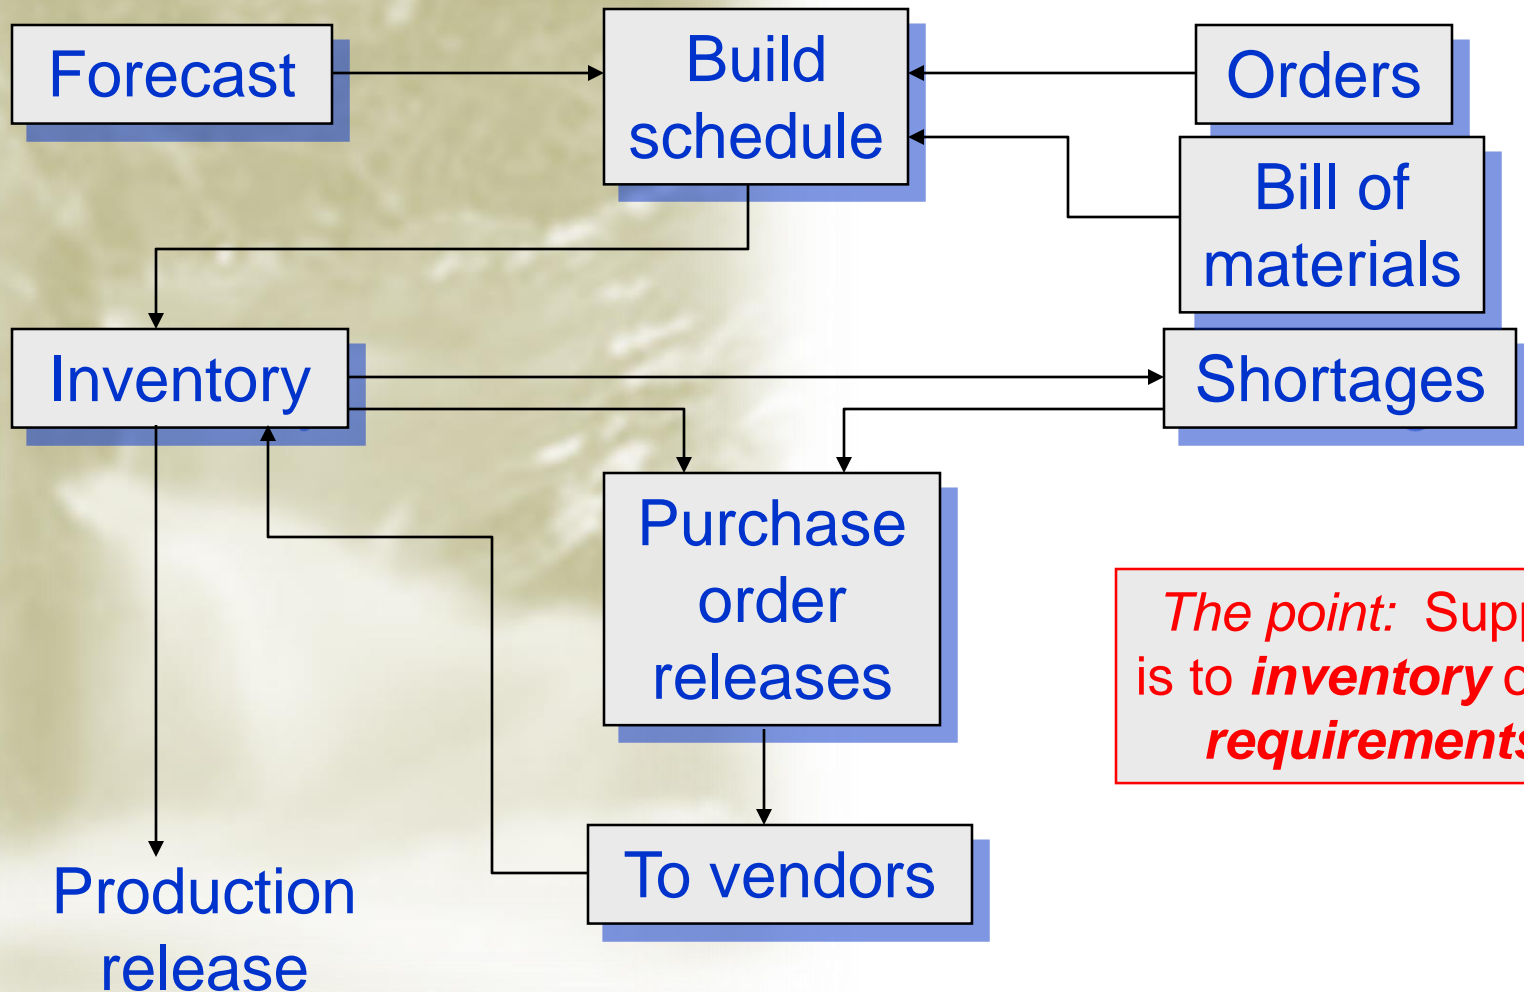 Forecast
Build
schedule
Orders
Bill of
materials
Inventory
Shortages
Purchase
order
releases
The point:
is to inventory
requirements
To vendors
Production
release